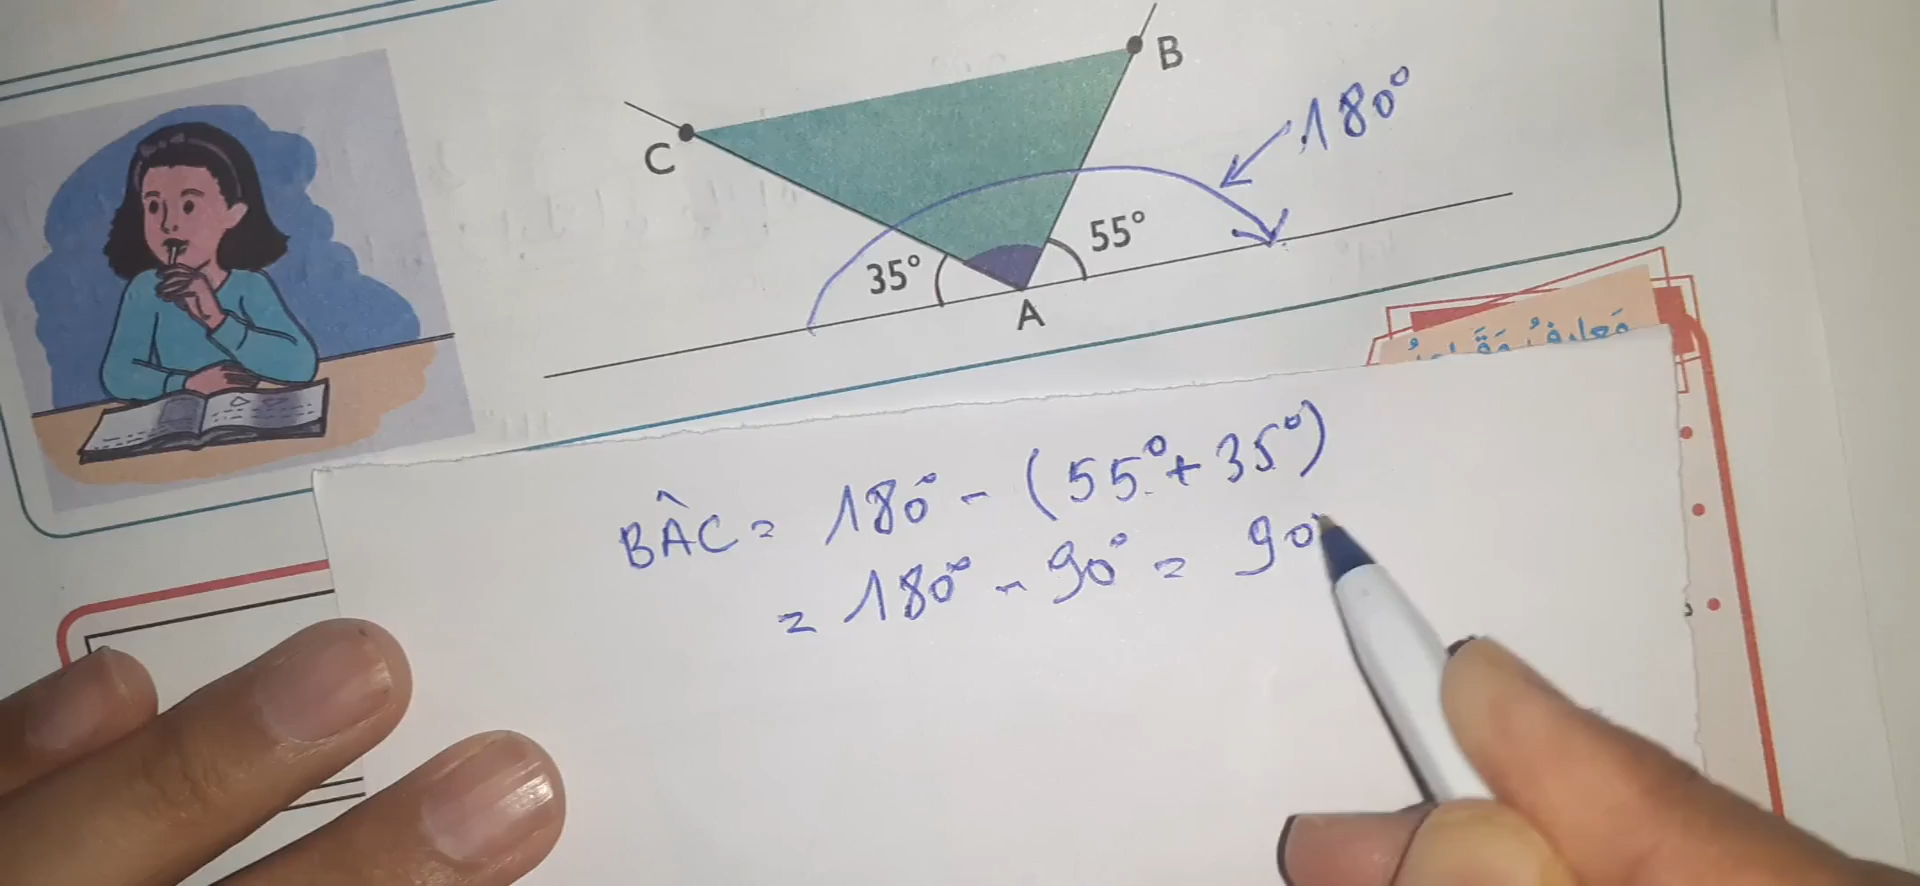 B
180°
C
55°
35°
A
BÂC = 180° - (55° + 35°)
= 180° - 90° = 90°